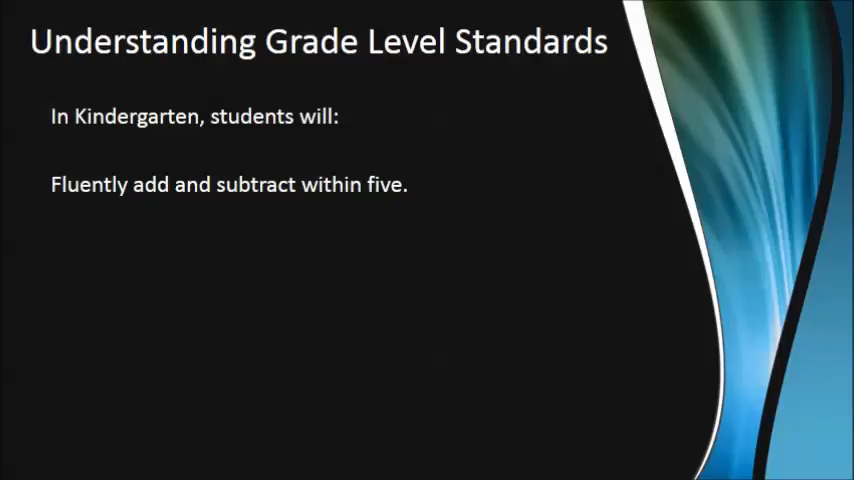 Understanding Grade Level Standards
In Kindergarten, students will:
Fluently add and subtract within five.